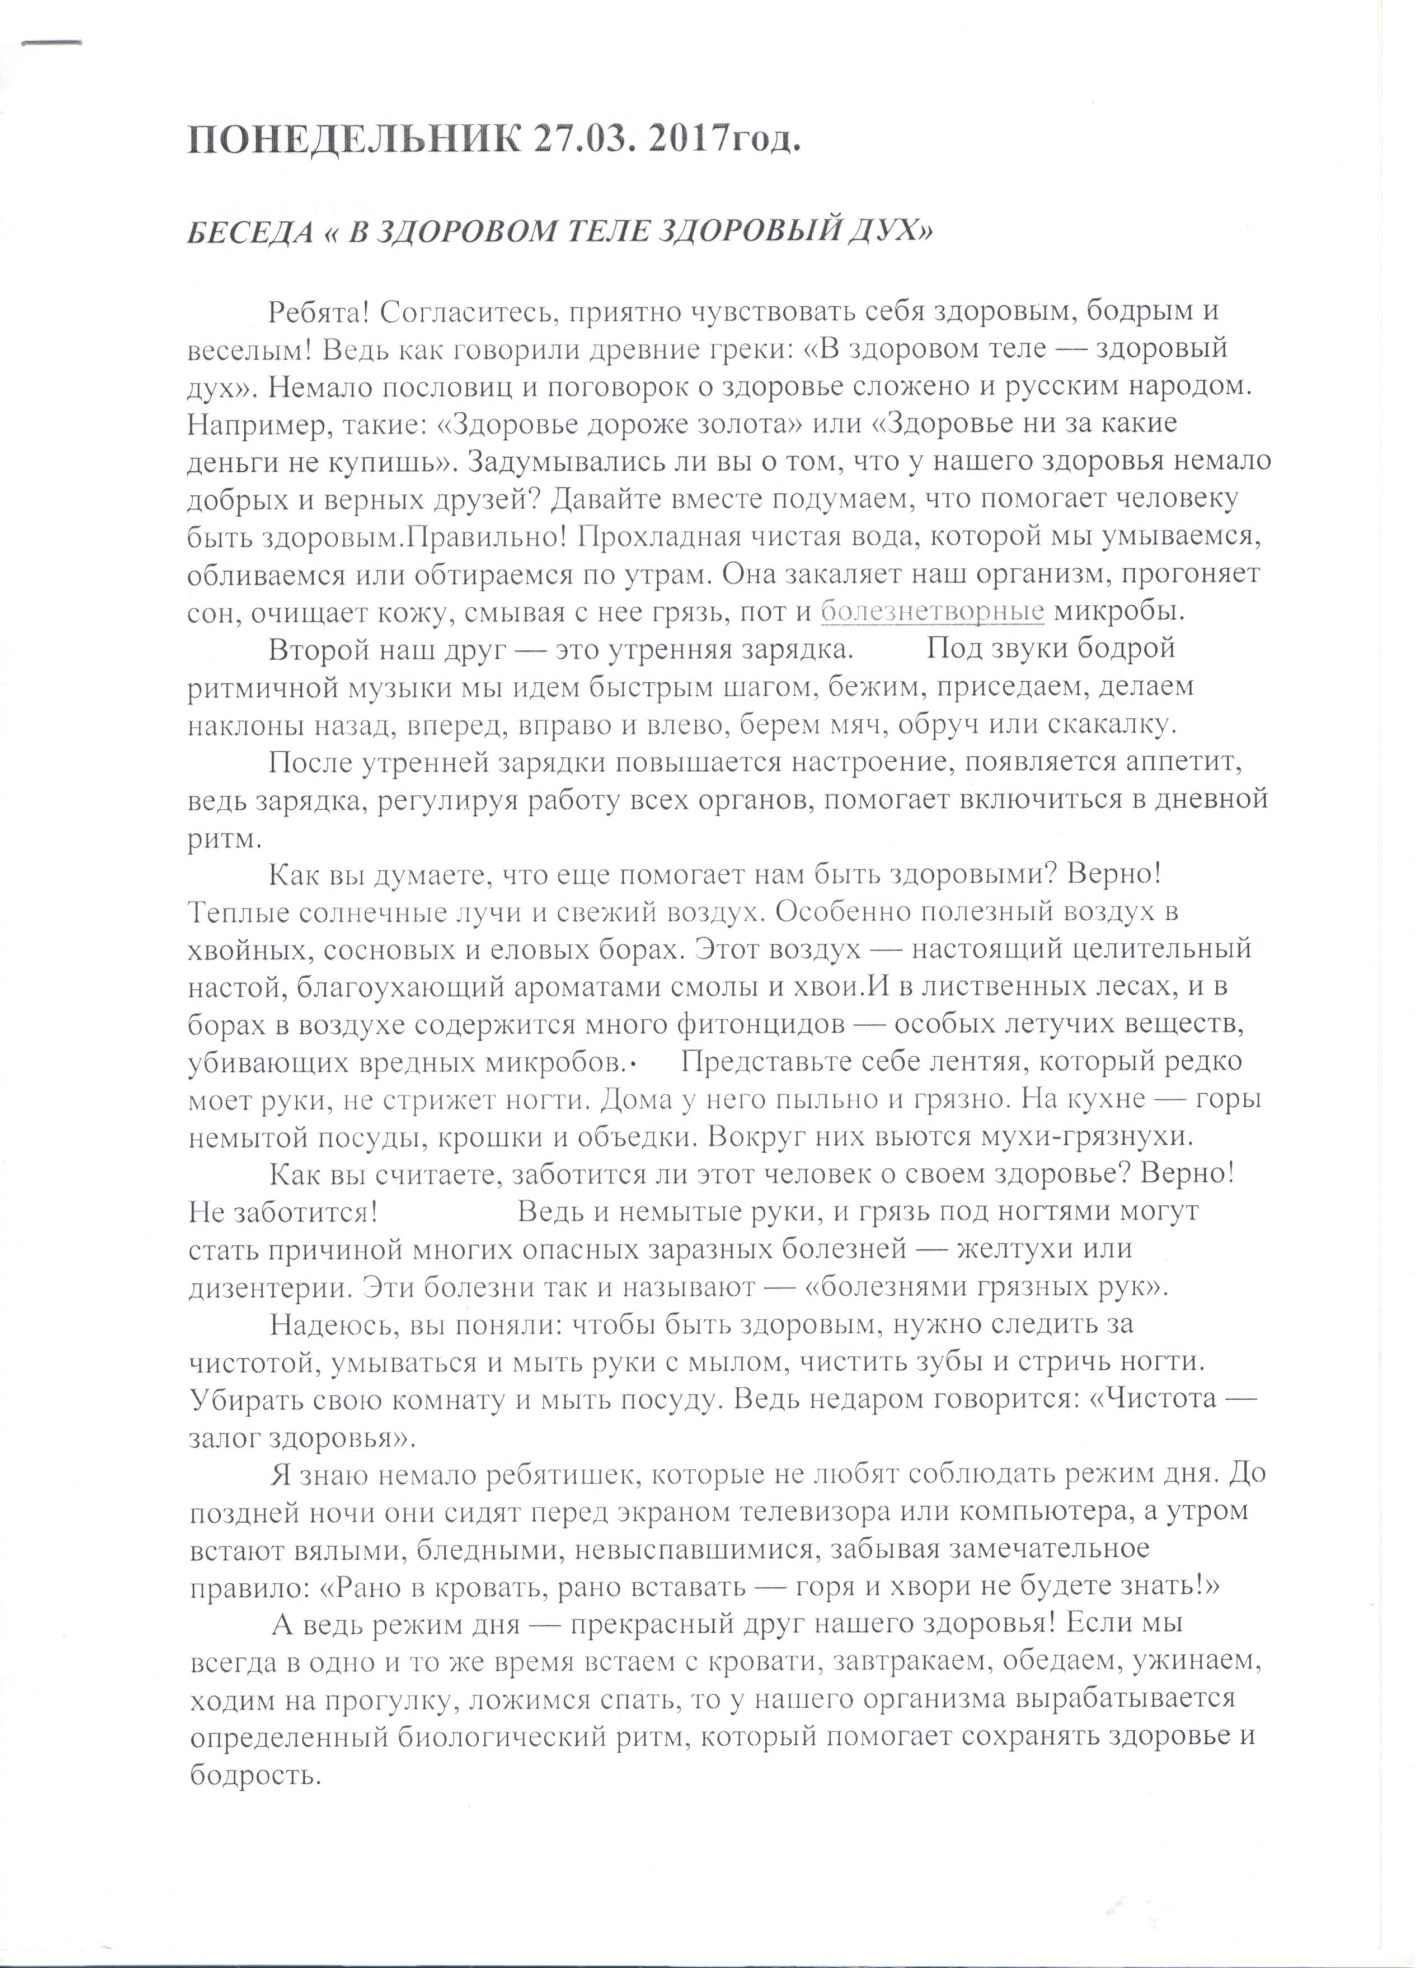 ПОНЕДЕЛЬНИК 27.03. 2017год.
БЕСЕДА « В ЗДОРОВОМ ТЕЛЕ ЗДОРОВЫЙ ДУХ»
Ребята! Согласитесь, приятно чувствовать себя здоровым, бодрым и
веселым! Ведь как говорили древние греки: «В здоровом теле — здоровый
дух». Немало пословиц и поговорок о здоровье сложено и русским народом.
Например, такие: «Здоровье дороже золота» или «Здоровье ни за какие
деньги не купишь». Задумывались ли вы о том, что у нашего здоровья немало
добрых и верных друзей? Давайте вместе подумаем, что помогает человеку
быть здоровым.Правильно! Прохладная чистая вода, которой мы умываемся,
обливаемся или обтираемся по утрам. Она закаляет наш организм, прогоняет
сон, очищает кожу, смывая с нее грязь, пот и болезнетворные микробы.
Второй наш друг — это утренняя зарядка. Под звуки бодрой
ритмичной музыки мы идем быстрым шагом, бежим, приседаем, делаем
наклоны назад, вперед, вправо и влево, берем мяч, обруч или скакалку.
После утренней зарядки повышается настроение, появляется аппетит,
ведь зарядка, регулируя работу всех органов, помогает включиться в дневной
ритм.
Как вы думаете, что еще помогает нам быть здоровыми? Верно!
Теплые солнечные лучи и свежий воздух. Особенно полезный воздух в
хвойных, сосновых и еловых борах. Этот воздух — настоящий целительный
настой, благоухающий ароматами смолы и хвои.И в лиственных лесах, и в
борах в воздухе содержится много фитонцидов — особых летучих веществ,
убивающих вредных микробов.· Представьте себе лентяя, который редко
моет руки, не стрижет ногти. Дома у него пыльно и грязно. На кухне — горы
немытой посуды, крошки и объедки. Вокруг них вьются мухи-грязнухи.
Как вы считаете, заботится ли этот человек о своем здоровье? Верно!
Не заботится! Ведь и немытые руки, и грязь под ногтями могут
стать причиной многих опасных заразных болезней — желтухи или
дизентерии. Эти болезни так и называют — «болезнями грязных рук».
Надеюсь, вы поняли: чтобы быть здоровым, нужно следить за
чистотой, умываться и мыть руки с мылом, чистить зубы и стричь ногти.
Убирать свою комнату и мыть посуду. Ведь недаром говорится: «Чистота —
залог здоровья».
Я знаю немало ребятишек, которые не любят соблюдать режим дня. До
поздней ночи они сидят перед экраном телевизора или компьютера, а утром
встают вялыми, бледными, невыспавшимися, забывая замечательное
правило: «Рано в кровать, рано вставать — горя и хвори не будете знать!»
А ведь режим дня — прекрасный друг нашего здоровья! Если мы
всегда в одно и то же время встаем с кровати, завтракаем, обедаем, ужинаем,
ходим на прогулку, ложимся спать, то у нашего организма вырабатывается
определенный биологический ритм, который помогает сохранять здоровье и
бодрость.